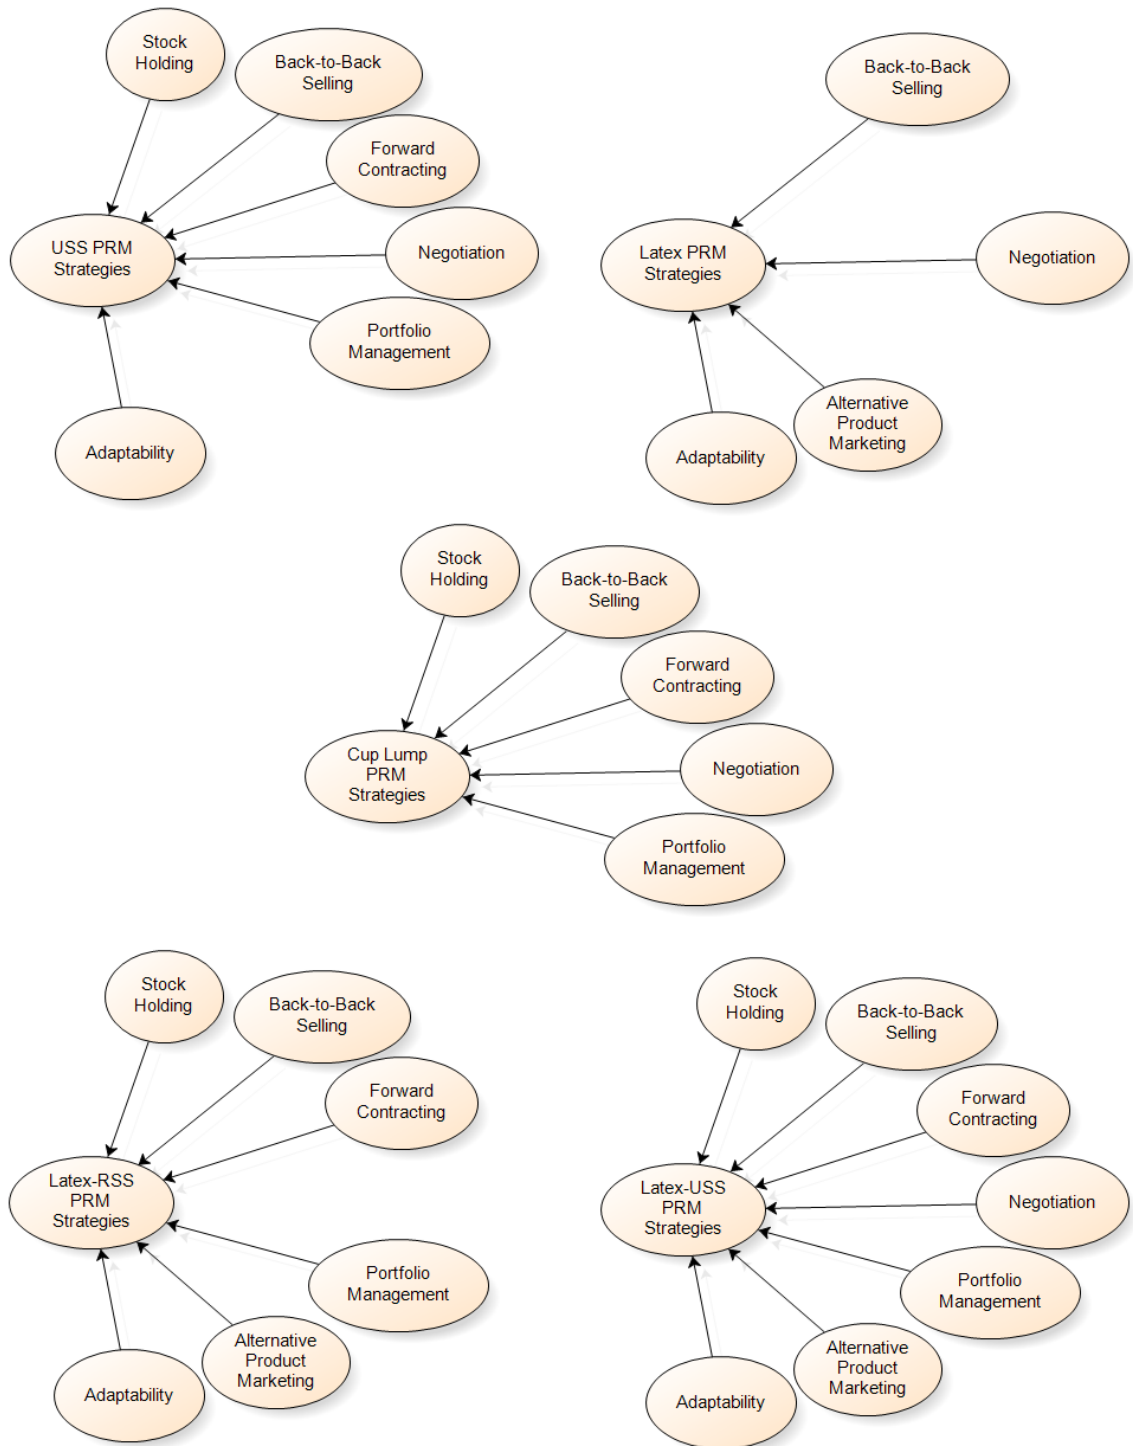 Stock
Holding
Back-to-Back
Selling
Forward
Contracting
USS PRM
Strategies
Negotiation
Portfolio
Management
Adaptability
Back-to-Back
Selling
Latex PRM
Strategies
Negotiation
Alternative
Product
Marketing
Adaptability
Stock
Holding
Back-to-Back
Selling
Forward
Contracting
Cup Lump
PRM
Strategies
Negotiation
Portfolio
Management
Stock
Holding
Back-to-Back
Selling
Forward
Contracting
Latex-RSS
PRM
Strategies
Portfolio
Management
Alternative
Product
Marketing
Adaptability
Stock
Holding
Back-to-Back
Selling
Forward
Contracting
Latex-USS
PRM
Strategies
Negotiation
Portfolio
Management
Alternative
Product
Marketing
Adaptability